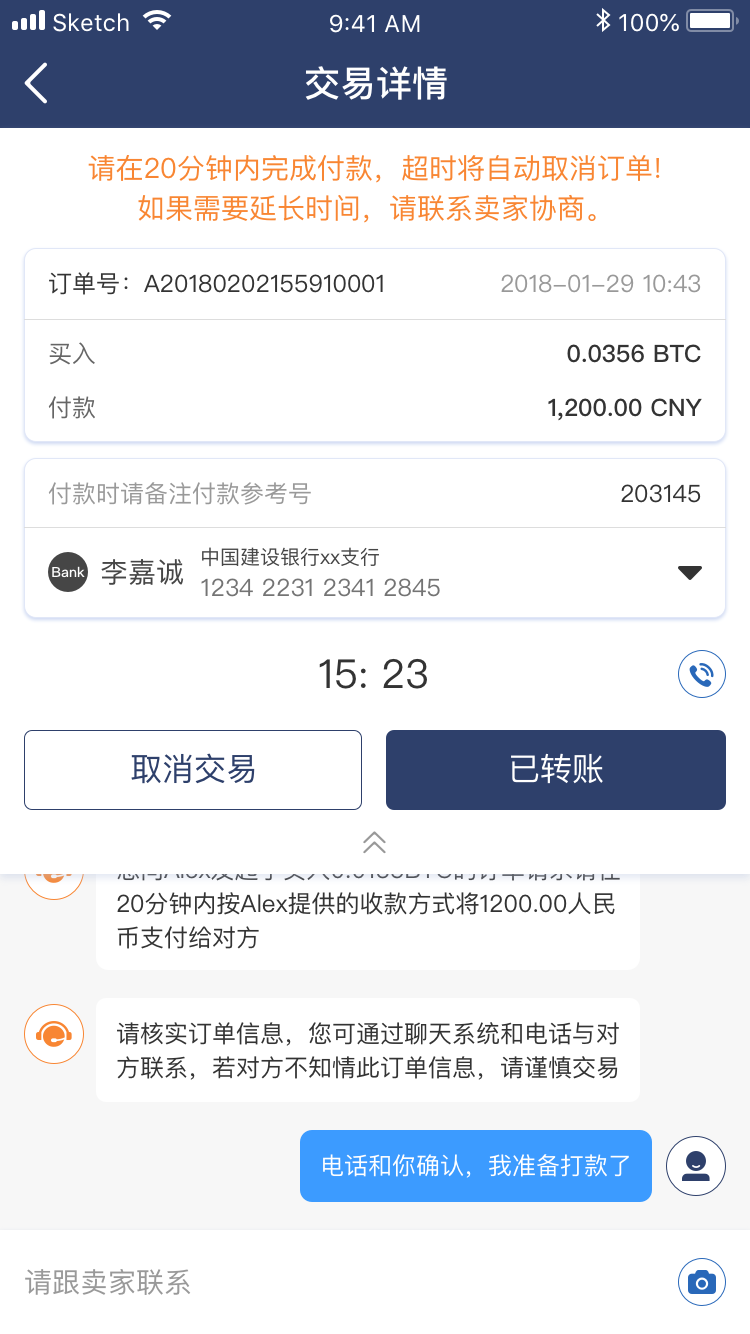 Sketch 9:41 AM 100%
交易详情
请在20分钟内完成付款，超时将自动取消订单!
如果需要延长时间，请联系卖家协商。
订单号：A20180202155910001 2018-01-29 10:43
买入 0.0356 BTC
付款 1,200.00 CNY
付款时请备注付款参考号 203145
Bank 李嘉诚 中国建设银行xx支行
1234 2231 2341 2845
15: 23
取消交易 已转账
20分钟内按Alex提供的收款方式将1200.00人民
币支付给对方
请核实订单信息，您可通过聊天系统和电话与对
方联系，若对方不知情此订单信息，请谨慎交易
电话和你确认，我准备打款了
请跟卖家联系